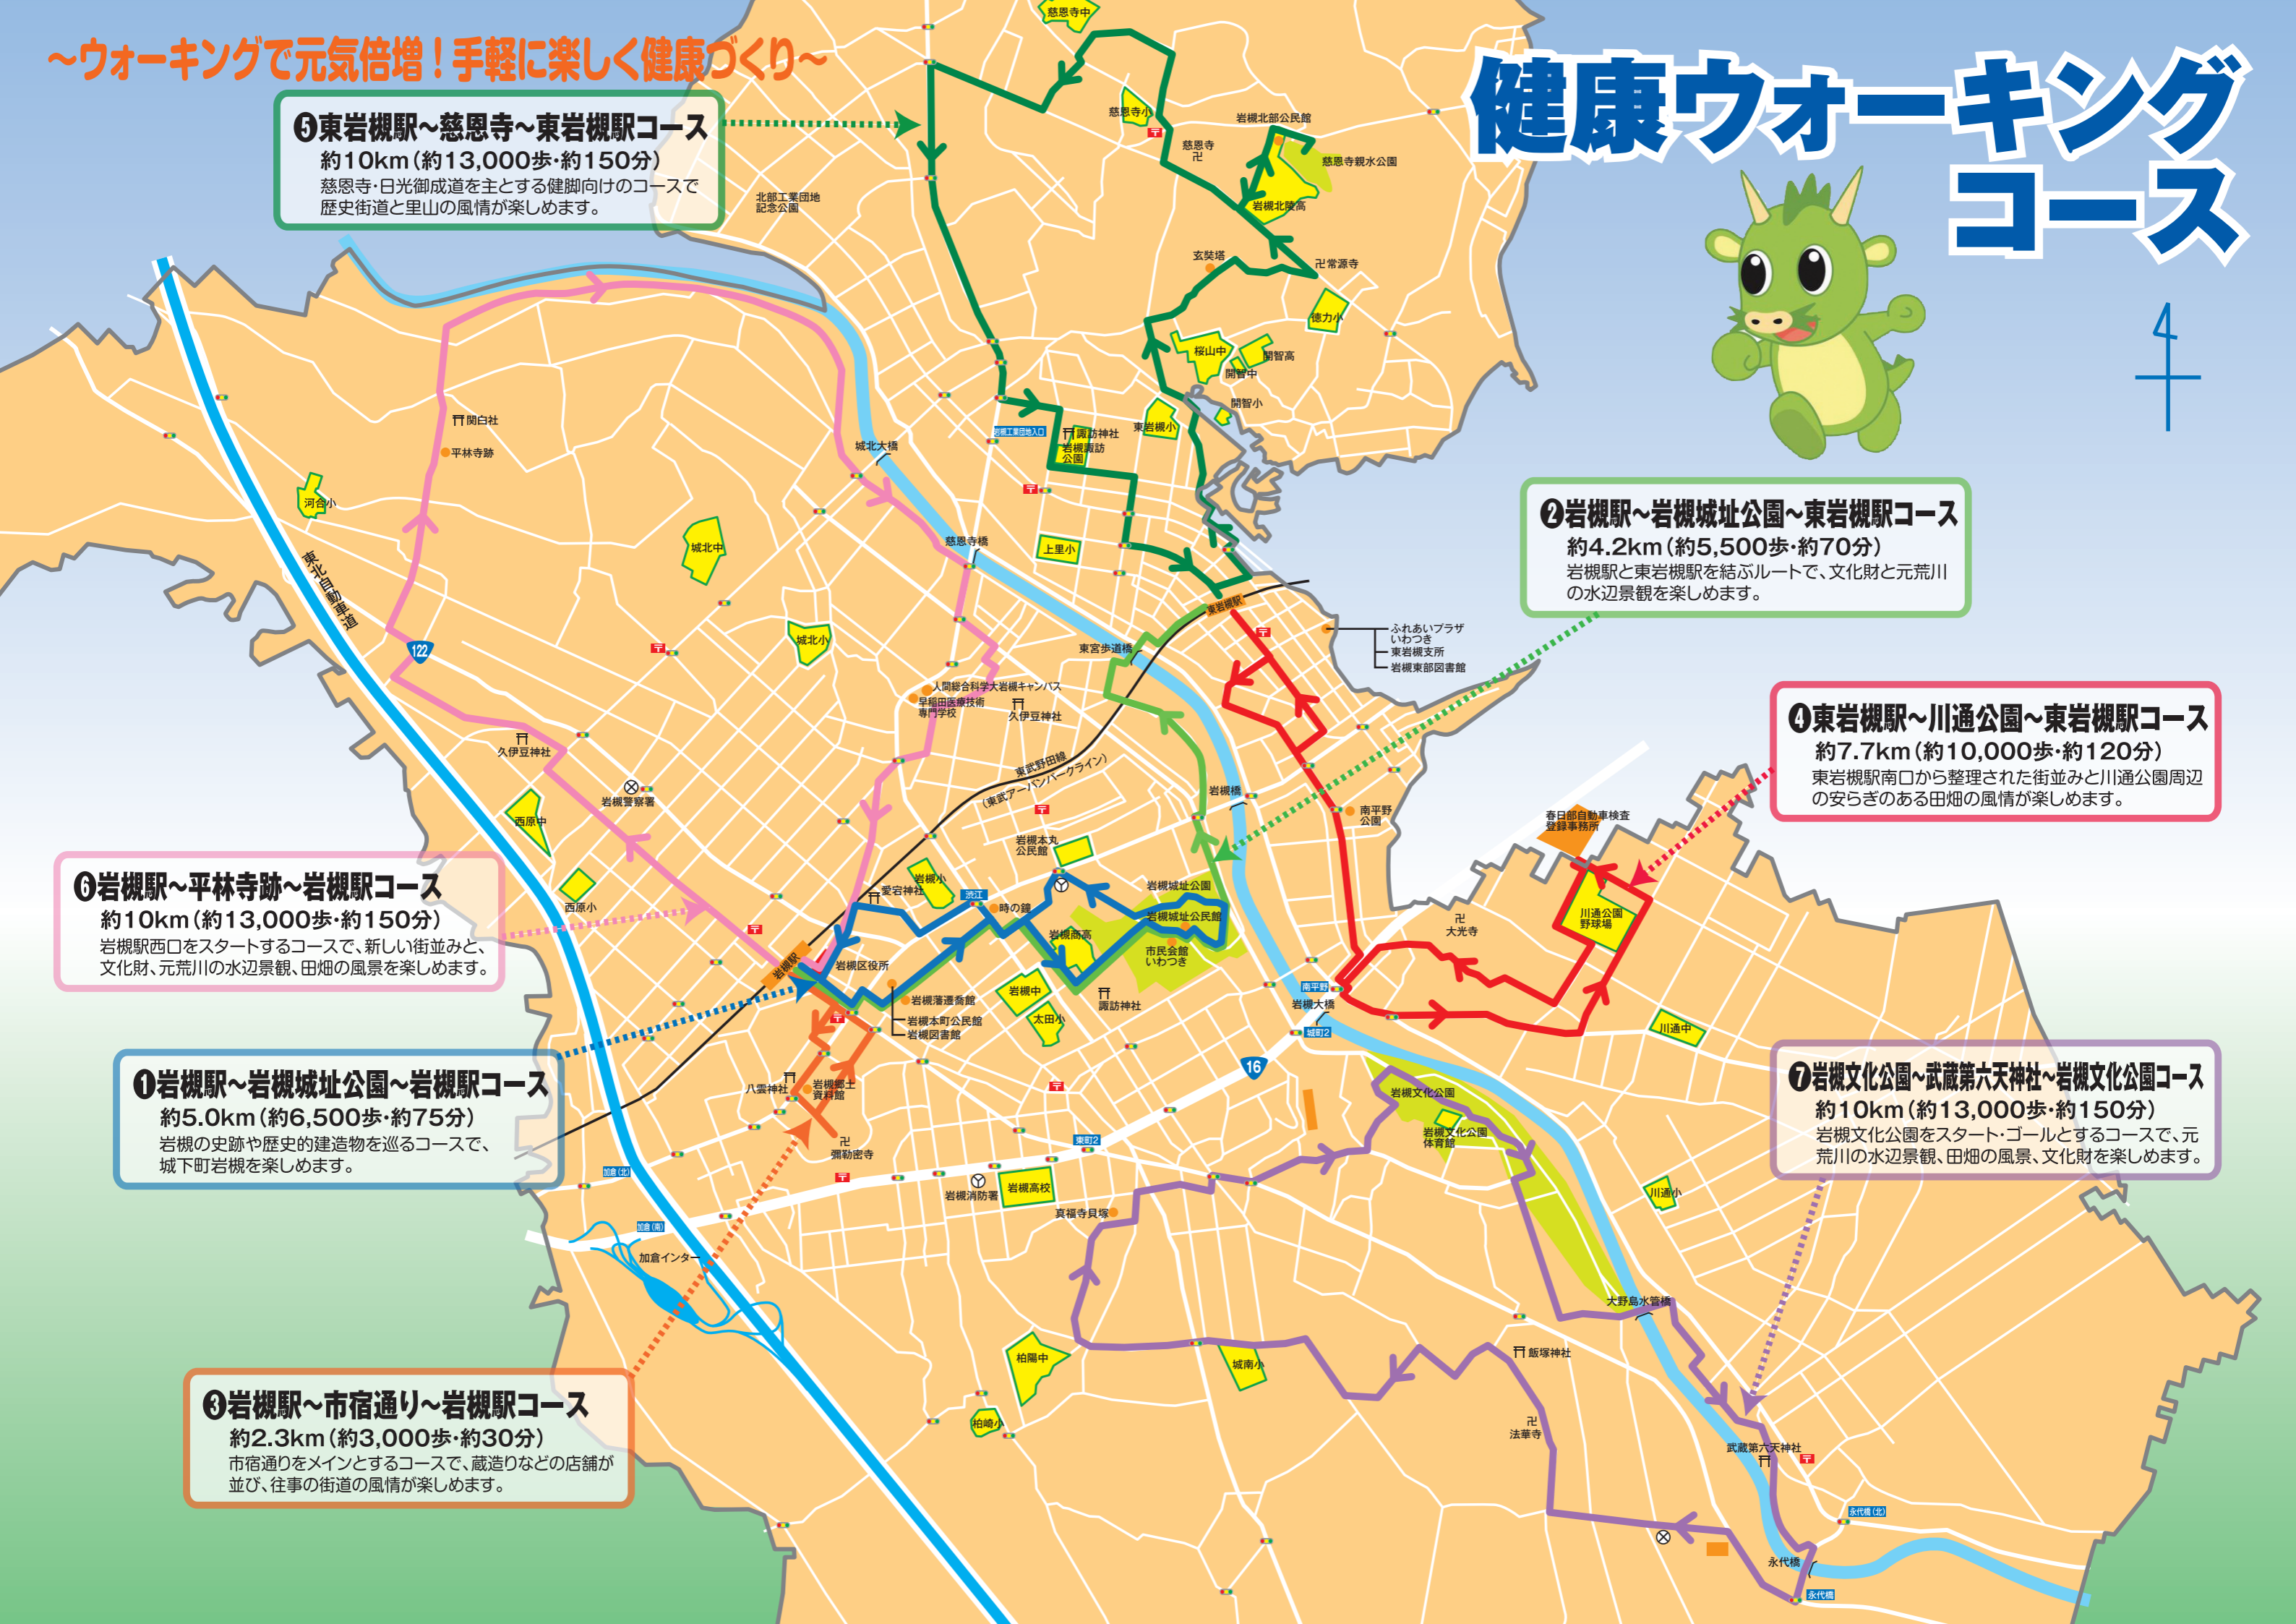 ～ウォーキングで元気倍増！手軽に楽しく健康づくり～
健康ウォーキング
コース
❺東岩槻駅～慈恩寺～東岩槻駅コース
約10km（約13,000歩・約150分）
慈恩寺・日光御成道を主とする健脚向けのコースで
歴史街道と里山の風情が楽しめます。
❷岩槻駅～岩槻城址公園～東岩槻駅コース
約4.2km（約5,500歩・約70分）
岩槻駅と東岩槻駅を結ぶルートで、文化財と元荒川
の水辺景観を楽しめます。
❹東岩槻駅～川通公園～東岩槻駅コース
約7.7km（約10,000歩・約120分）
東岩槻駅南口から整理された街並みと川通公園周辺
の安らぎのある田畑の風情が楽しめます。
❻岩槻駅～平林寺跡～岩槻駅コース
約10km（約13,000歩・約150分）
岩槻駅西口をスタートするコースで、新しい街並みと、
文化財、元荒川の水辺景観、田畑の風景を楽しめます。
❶岩槻駅～岩槻城址公園～岩槻駅コース
約5.0km（約6,500歩・約75分）
岩槻の史跡や歴史的建造物を巡るコースで、
城下町岩槻を楽しめます。
❼岩槻文化公園～武蔵第六天神社～岩槻文化公園コース
約10km（約13,000歩・約150分）
岩槻文化公園をスタート・ゴールとするコースで、元
荒川の水辺景観、田畑の風景、文化財を楽しめます。
❸岩槻駅～市宿通り～岩槻駅コース
約2.3km（約3,000歩・約30分）
市宿通りをメインとするコースで、蔵造りなどの店舗が
並び、往事の街道の風情が楽しめます。
慈恩寺中
慈恩寺小
岩槻北部公民館
慈恩寺
卍
慈恩寺親水公園
北部工業団地
記念公園
岩槻北陵高
玄奘塔
卍常源寺
徳力小
桜山中
開智高
開智中
開智小
関白社
平林寺跡
河合小
東北自動車道
122
城北大橋
岩槻工業団地入口
諏訪神社
岩槻諏訪
公園
東岩槻小
城北中
慈恩寺橋
上里小
城北小
東岩槻駅
ふれあいプラザ
いわつき
東岩槻支所
岩槻東部図書館
東宮歩道橋
人間総合科学大岩槻キャンパス
早稲田医療技術
専門学校
久伊豆神社
久伊豆神社
東武野田線
（東武アーバンパークライン）
岩槻警察署
西原中
西原小
岩槻橋
南平野
公園
春日部自動車検査
登録事務所
岩槻本丸
公民館
岩槻小
愛宕神社
渋江
時の鐘
岩槻城址公園
岩槻城址公民館
岩槻商高
市民会館
いわつき
川通公園
野球場
卍
大光寺
岩槻駅
岩槻区役所
岩槻藩遷喬館
岩槻本町公民館
岩槻図書館
岩槻中
太田小
諏訪神社
南平野
岩槻大橋
城町2
川通中
16
八雲神社
岩槻郷土
資料館
卍
彌勒密寺
岩槻文化公園
岩槻文化公園
体育館
東町2
加倉（北）
岩槻消防署
岩槻高校
川通小
真福寺貝塚
加倉（南）
加倉インター
大野島水管橋
柏陽中
城南小
飯塚神社
柏崎小
卍
法華寺
武蔵第六天神社
永代橋（北）
永代橋
永代橋